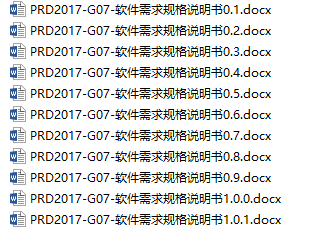 PRD2017-G07-软件需求规格说明书0.1.docx
PRD2017-G07-软件需求规格说明书0.2.docx
PRD2017-G07-软件需求规格说明书0.3.docx
PRD2017-G07-软件需求规格说明书0.4.docx
PRD2017-G07-软件需求规格说明书0.5.docx
PRD2017-G07-软件需求规格说明书0.6.docx
PRD2017-G07-软件需求规格说明书0.7.docx
PRD2017-G07-软件需求规格说明书0.8.docx
PRD2017-G07-软件需求规格说明书0.9.docx
PRD2017-G07-软件需求规格说明书1.0.0.docx
PRD2017-G07-软件需求规格说明书1.0.1.docx